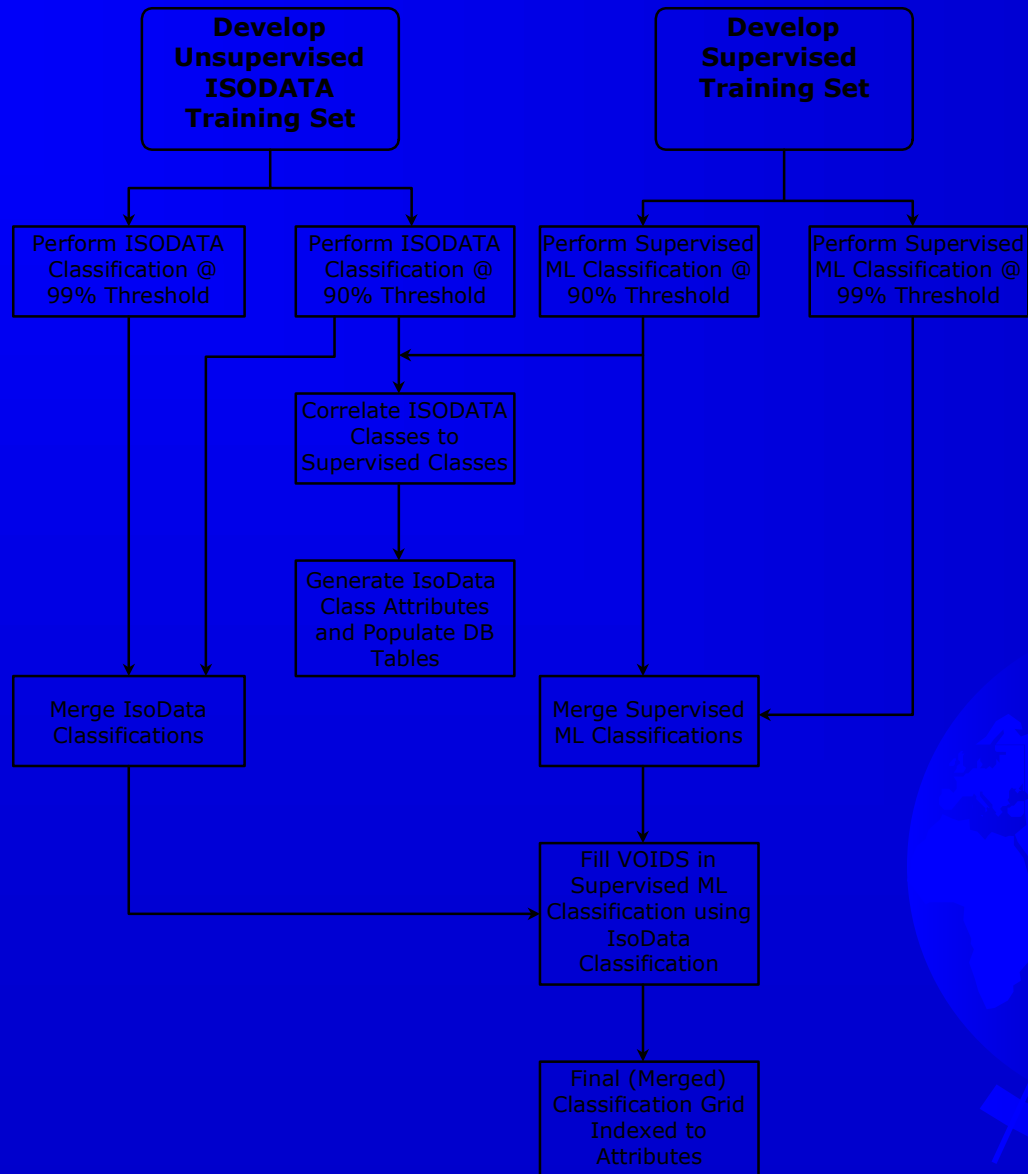 Develop
Unsupervised
ISODATA
Training Set
Develop
Supervised
Training Set
Perform ISODATA
Classification @
99% Threshold
Perform ISODATA
Classification @
90% Threshold
Perform Supervised
ML Classification @
90% Threshold
Perform Supervised
ML Classification @
99% Threshold
Correlate ISODATA
Classes to
Supervised Classes
Generate IsoData
Class Attributes
and Populate DB
Tables
Merge IsoData
Classifications
Merge Supervised
ML Classifications
Fill VOIDS in
Supervised ML
Classification using
IsoData
Classification
Final (Merged)
Classification Grid
Indexed to
Attributes